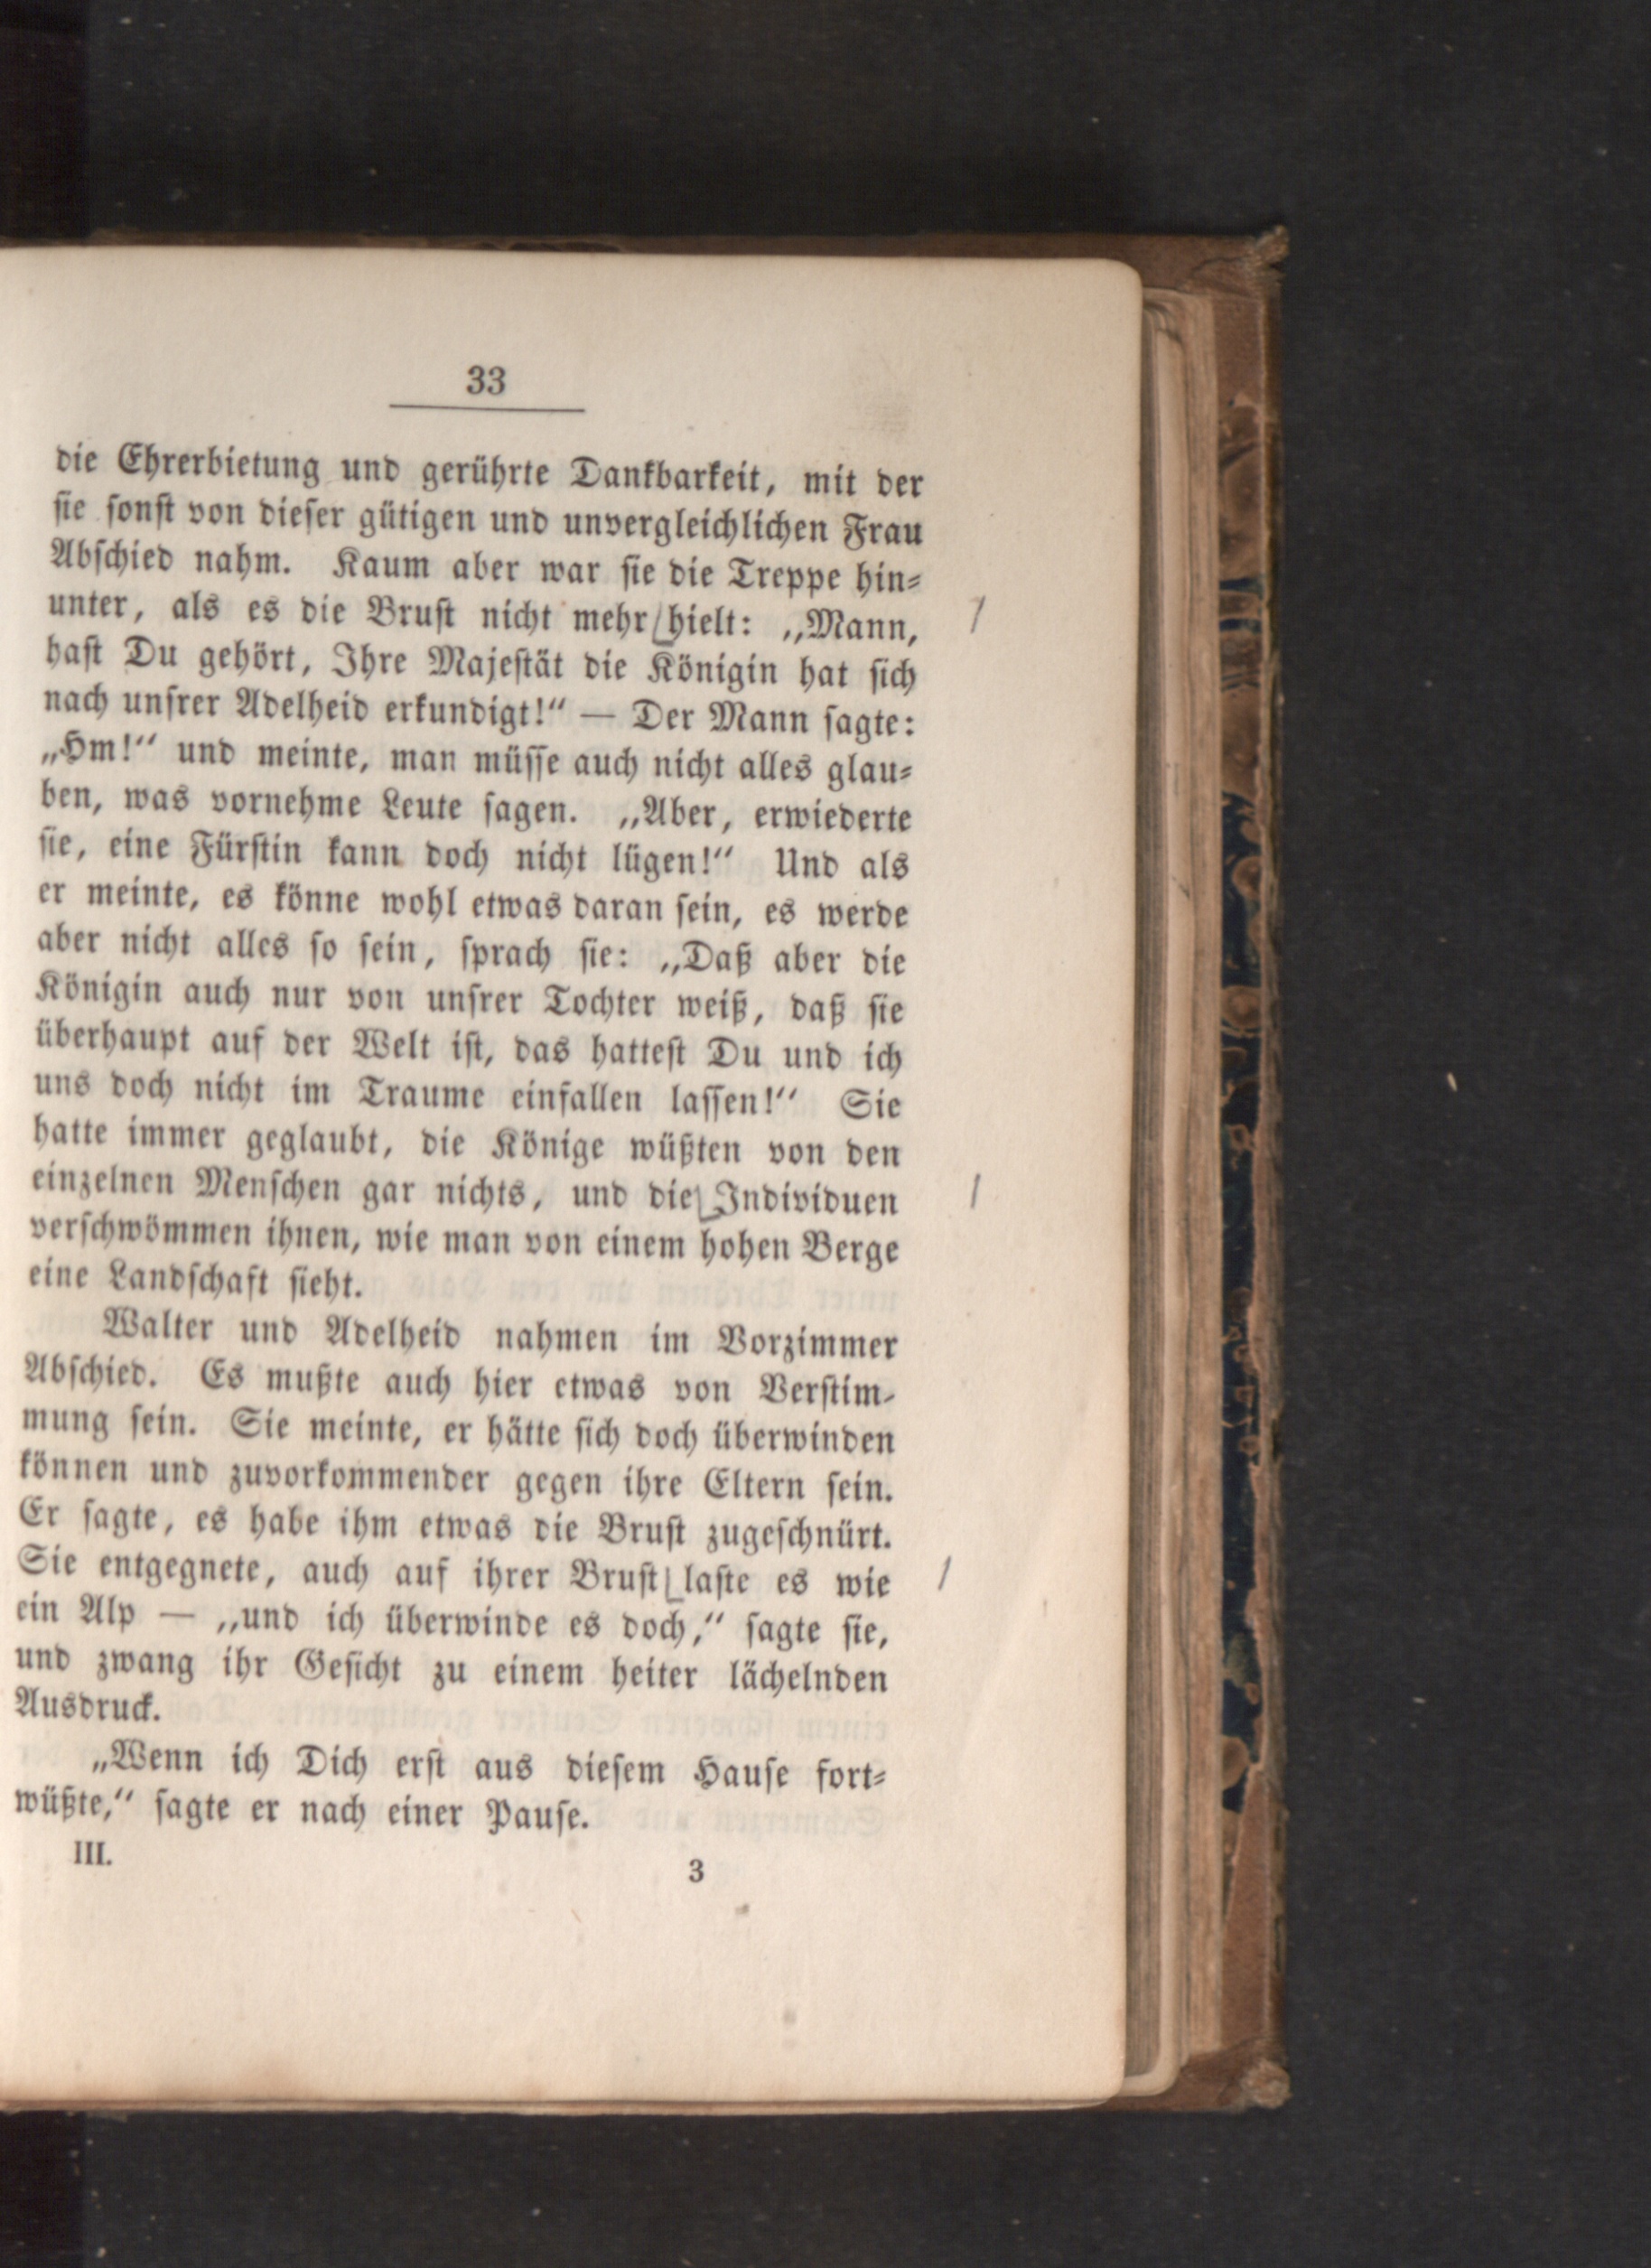 33
die Ehrerbietung und gerührte Dankbarkeit, mit der
sie sonst von dieser gütigen und unvergleichlichen Frau
Abschied nahm. Kaum aber war sie die Treppe hin-
unter, als es die Brust nicht mehr hielt: „Mann,
hast Du gehört, Ihre Majestät die Königin hat sich
nach unsrer Adelheid erkundigt!“ — Der Mann sagte:
„Hm!“ und meinte, man müsse auch nicht alles glau-
ben, was vornehme Leute sagen. „Aber, erwiederte
sie, eine Fürstin kann doch nicht lügen!“ Und als
er meinte, es könne wohl etwas daran sein, es werde
aber nicht alles so sein, sprach sie: „Daß aber die
Königin auch nur von unsrer Tochter weiß, daß sie
überhaupt auf der Welt ist, das hattest Du und ich
uns doch nicht im Traume einfallen lassen!“ Sie
hatte immer geglaubt, die Könige wüßten von den
einzelnen Menschen gar nichts, und die Individuen
verschwömmen ihnen, wie man von einem hohen Berge
eine Landschaft sieht.
Walter und Adelheid nahmen im Vorzimmer
Abschied. Es mußte auch hier etwas von Verstim-
mung sein. Sie meinte, er hätte sich doch überwinden
können und zuvorkommender gegen ihre Eltern sein.
Er sagte, es habe ihm etwas die Brust zugeschnürt.
Sie entgegnete, auch auf ihrer Brust laste es wie
ein Alp — „und ich überwinde es doch,“ sagte sie,
und zwang ihr Gesicht zu einem heiter lächelnden
Ausdruck.
„Wenn ich Dich erst aus diesem Hause fort-
wüßte,“ sagte er nach einer Pause.
III. 3